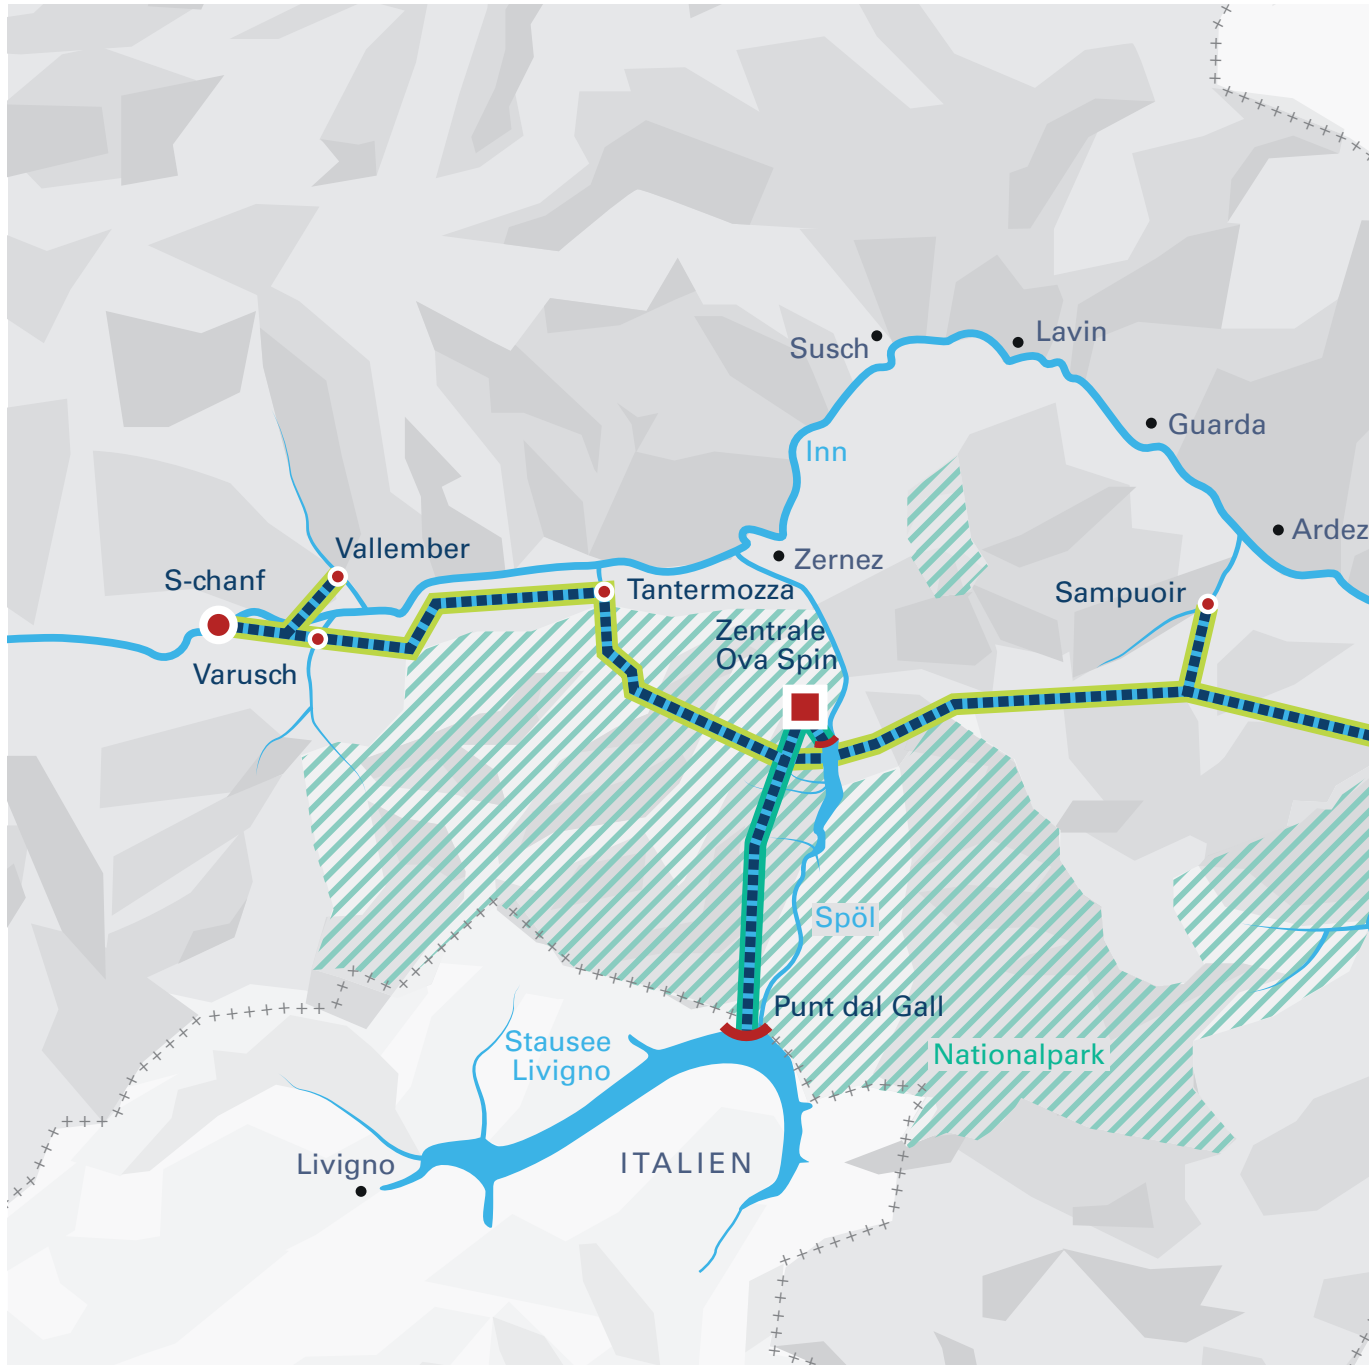 Susch
Lavin
Guarda
Inn
Ardez
Vallember
Zernez
S-chanf
Tantermozza
Sampuoir
Zentrale
Ova Spin
Varusch
Spöl
Punt dal Gall
Stausee
Livigno
Nationalpark
Livigno
ITALIEN